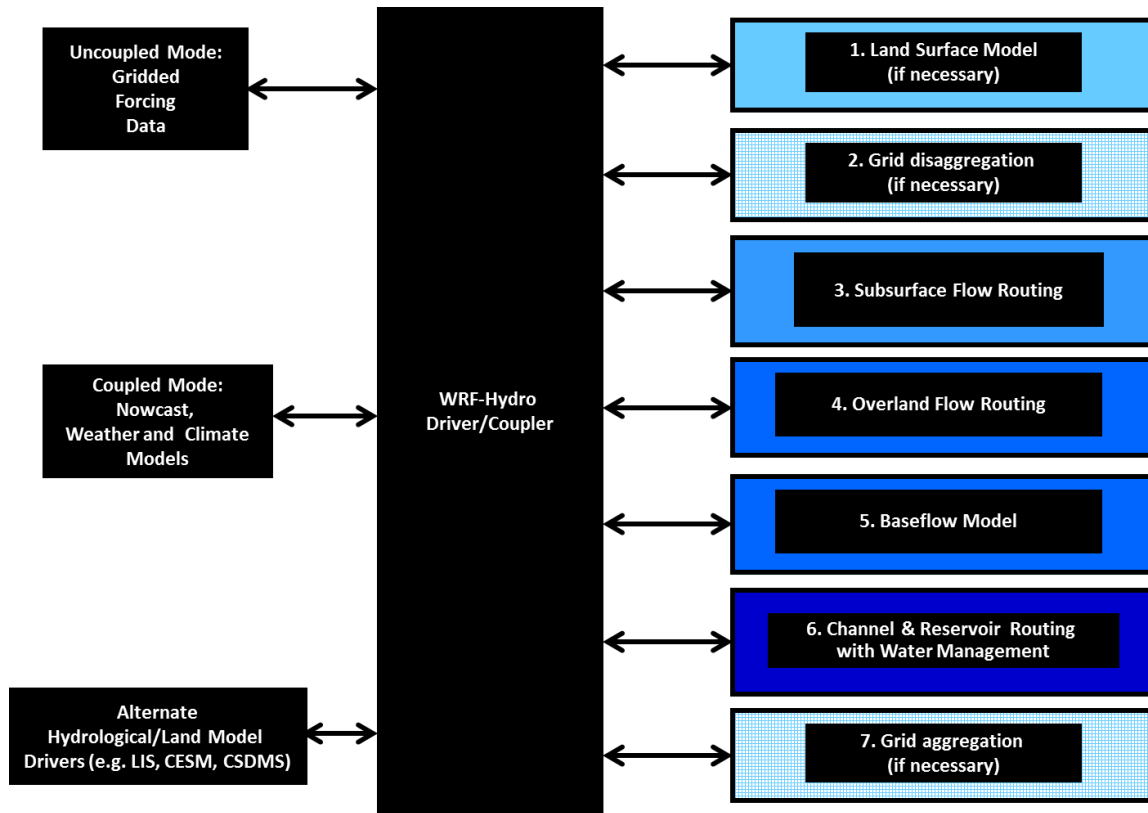 Uncoupled Mode:
Gridded
Forcing
Data
Coupled Mode:
Nowcast,
Weather and Climate
Models
Alternate
Hydrological/Land Model
Drivers (e.g. LIS, CESM, CSDMS)
WRF-Hydro
Driver/Coupler
1. Land Surface Model
(if necessary)
2. Grid disaggregation
(if necessary)
3. Subsurface Flow Routing
4. Overland Flow Routing
5. Baseflow Model
6. Channel & Reservoir Routing
with Water Management
7. Grid aggregation
(if necessary)